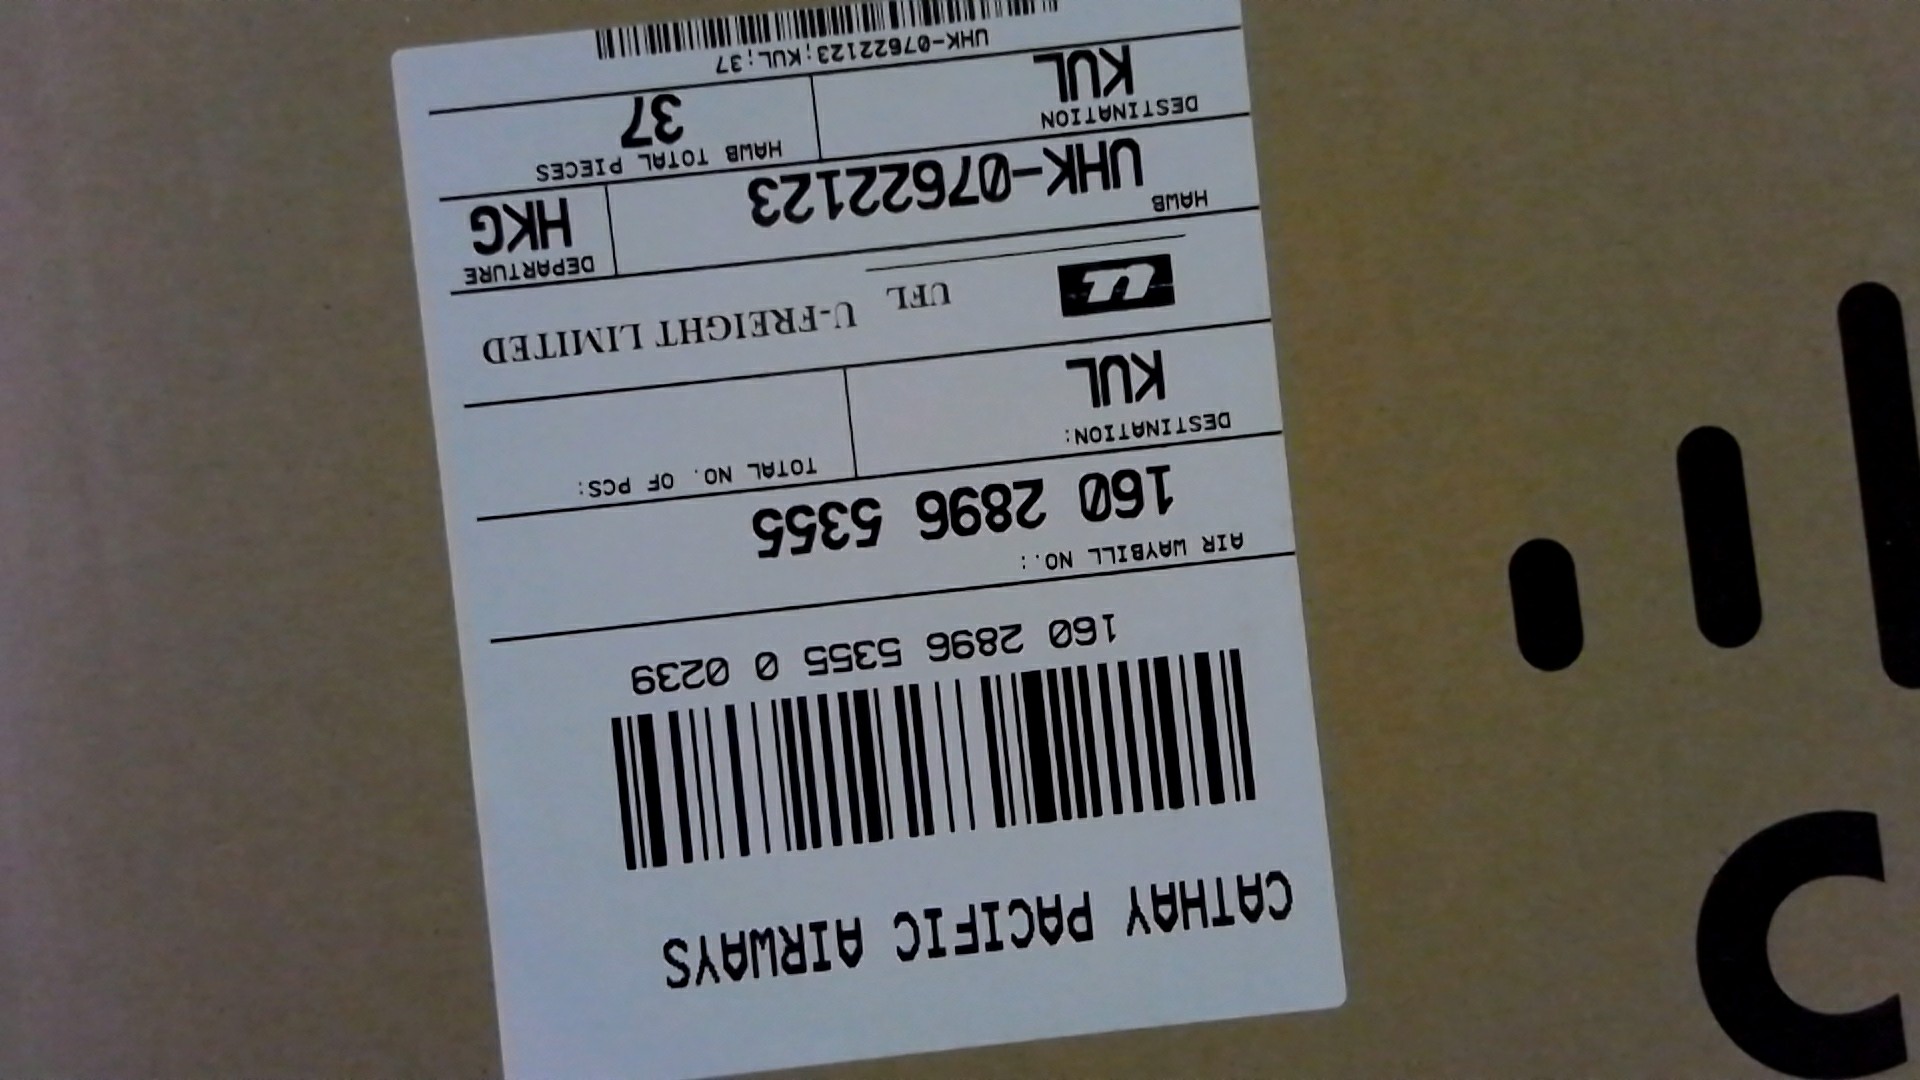 CATHAY PACIFIC AIRWAYS
160 2896 5355 0 0239
AIR WAYBILL NO.:
160 2896 5355
DESTINATION:
KUL
TOTAL NO. OF PCS:
UFL U-FREIGHT LIMITED
HAWB
UHK-07622123
DEPARTURE
HKG
DESTINATION
KUL
HAWB TOTAL PIECES
37
UHK-07622123;KUL;37
C